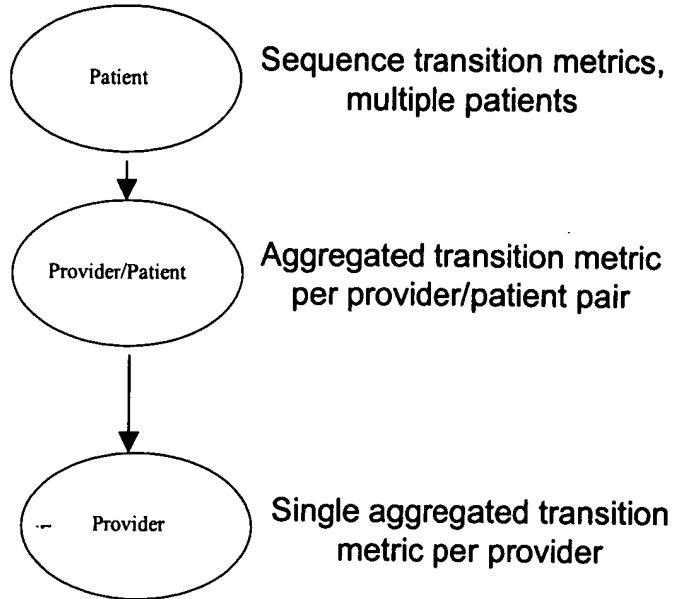 Patient
Sequence transition metrics,
multiple patients
Provider/Patient
Aggregated transition metric
per provider/patient pair
Provider
Single aggregated transition
metric per provider